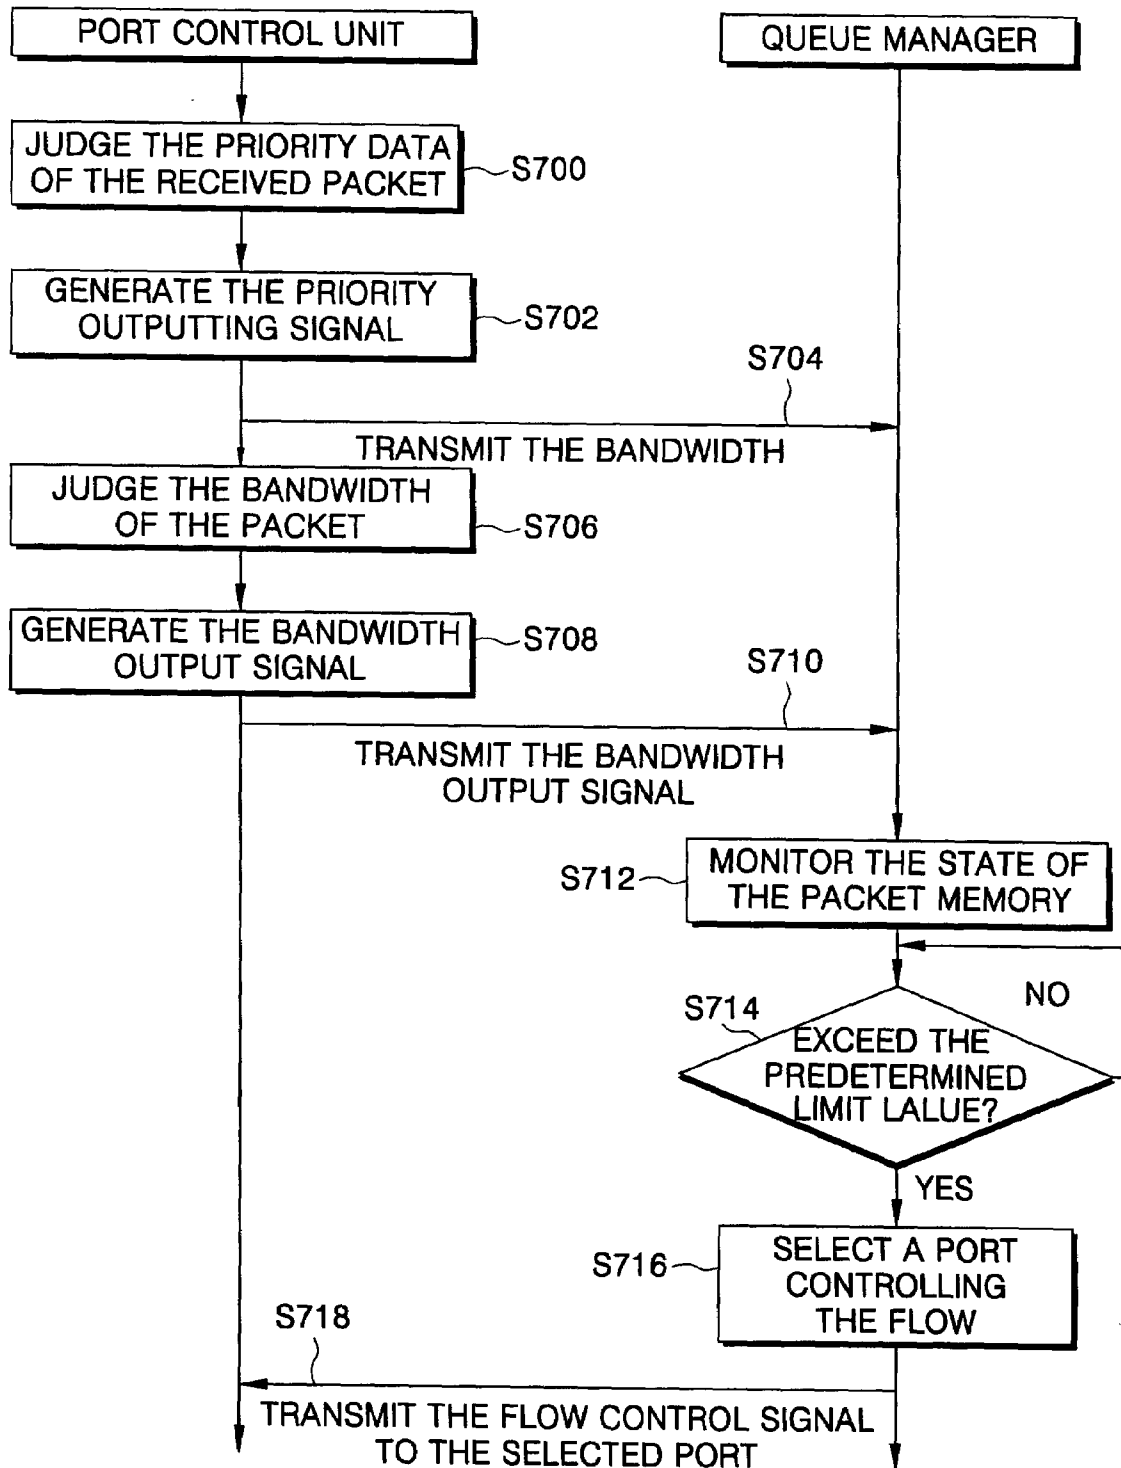 PORT CONTROL UNIT
QUEUE MANAGER
JUDGE THE PRIORITY DATA
OF THE RECEIVED PACKET
S700
GENERATE THE PRIORITY
OUTPUTTING SIGNAL
S702
S704
TRANSMIT THE BANDWIDTH
JUDGE THE BANDWIDTH
OF THE PACKET
S706
GENERATE THE BANDWIDTH
OUTPUT SIGNAL
S708
S710
TRANSMIT THE BANDWIDTH
OUTPUT SIGNAL
S712
MONITOR THE STATE OF
THE PACKET MEMORY
NO
S714
EXCEED THE
PREDETERMINED
LIMIT LALUE?
YES
S716
SELECT A PORT
CONTROLLING
THE FLOW
S718
TRANSMIT THE FLOW CONTROL SIGNAL
TO THE SELECTED PORT